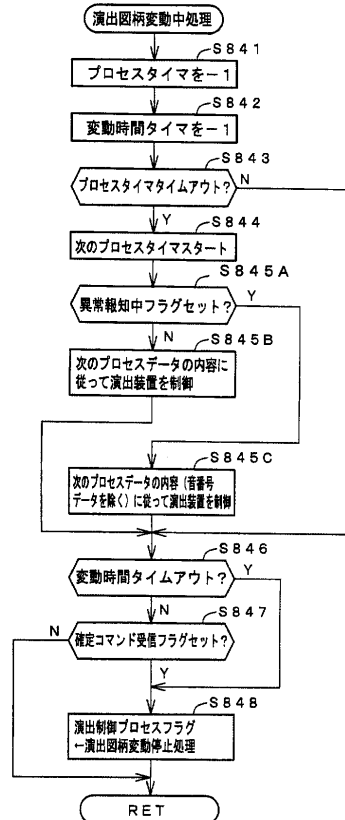 演出図柄変動中処理
S841
プロセスタイマを－1
S842
変動時間タイマを－1
S843
プロセスタイマタイムアウト？
N
Y
S844
次のプロセスタイマスタート
S845A
異常報知中フラグセット？
Y
N
S845B
次のプロセスデータの内容に
従って演出装置を制御
S845C
次のプロセスデータの内容（音番号
データを除く）に従って演出装置を制御
S846
変動時間タイムアウト？
Y
N
S847
N
確定コマンド受信フラグセット？
Y
S848
演出制御プロセスフラグ
←演出図柄変動停止処理
RET